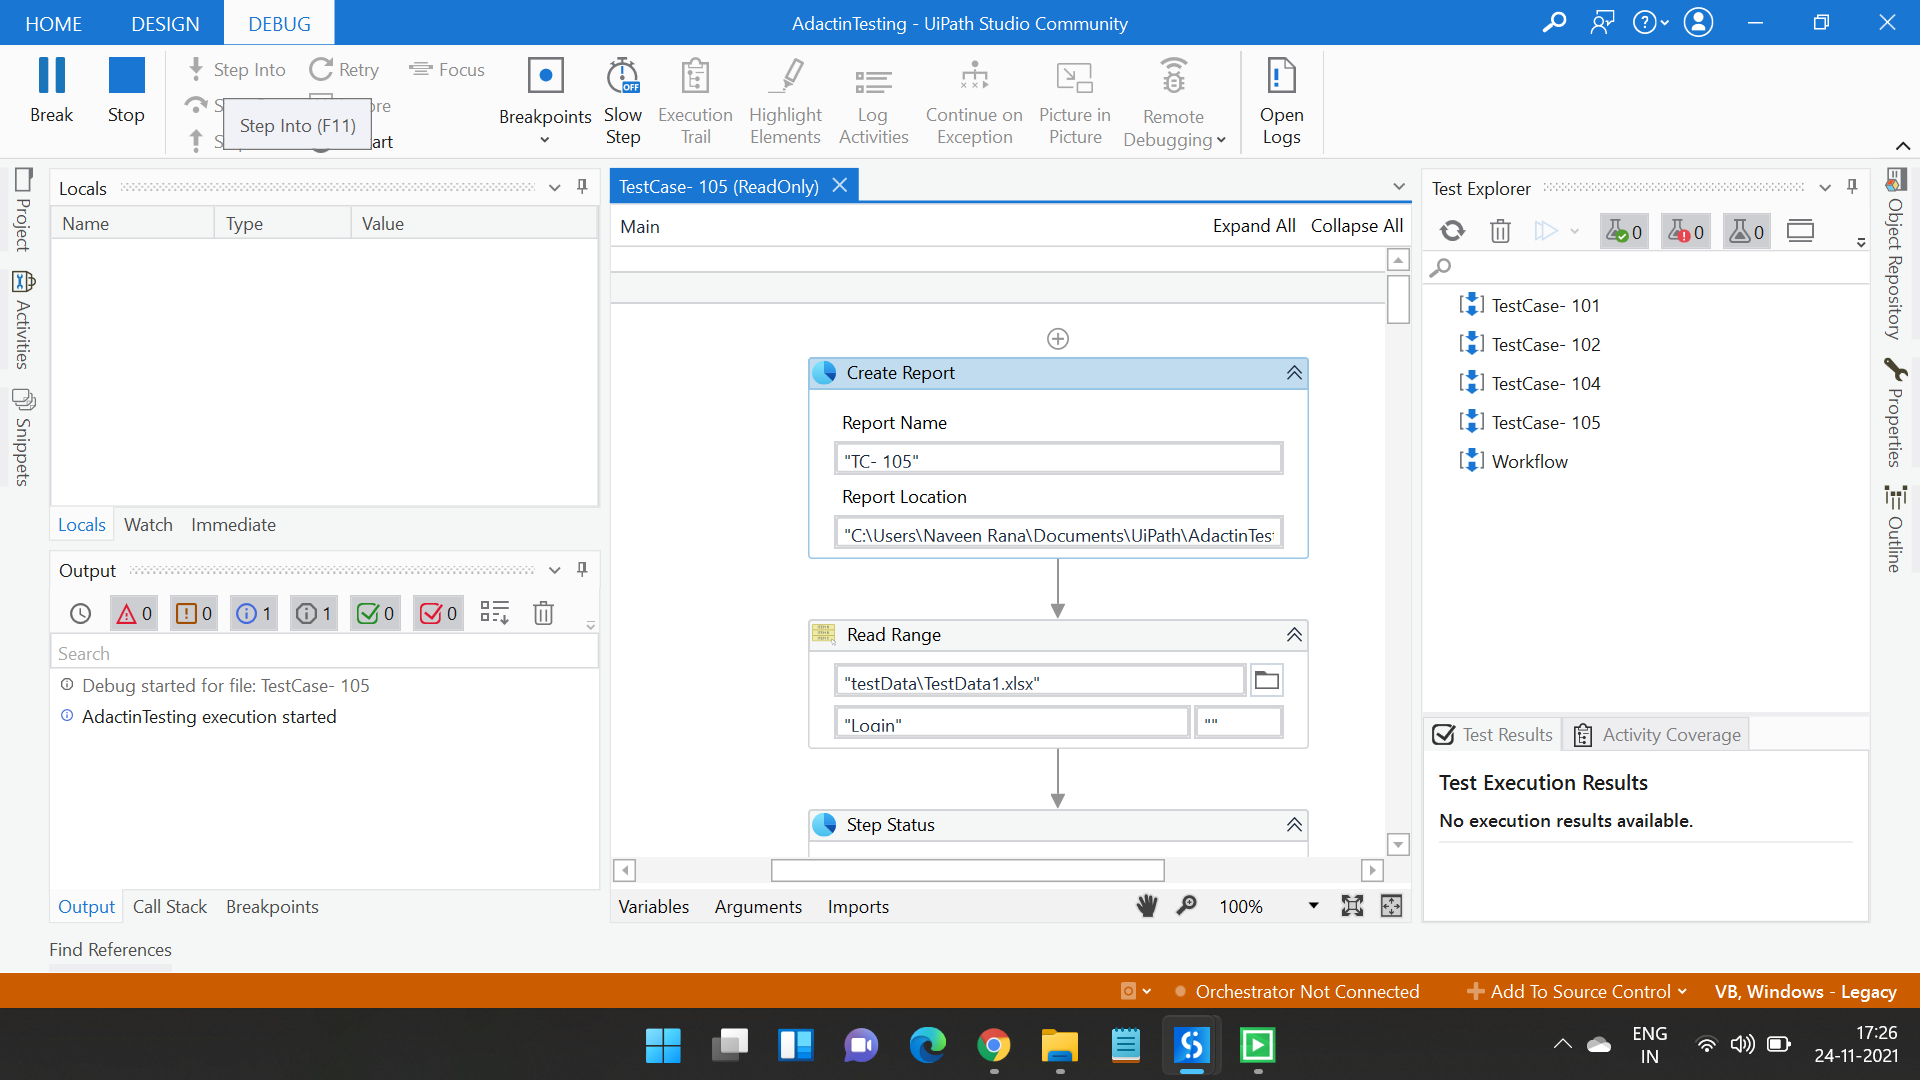 HOME DESIGN DEBUG
AdactinTesting - UiPath Studio Community
Break
Stop
Step Into
Retry
Focus
Step Into (F11)
Breakpoints
Slow Step
Execution Trail
Highlight Elements
Log Activities
Continue on Exception
Picture in Picture
Remote Debugging
Open Logs
Project
Activities
Snippets
Locals
Name Type Value
Locals Watch Immediate
Output
0 0 1 1 0 0
Search
Debug started for file: TestCase- 105
AdactinTesting execution started
Output Call Stack Breakpoints
Find References
TestCase- 105 (ReadOnly)
Main
Expand All Collapse All
Create Report
Report Name
"TC- 105"
Report Location
"C:\Users\Naveen Rana\Documents\UiPath\AdactinTes
Read Range
"testData\TestData1.xlsx"
"Login" ""
Step Status
Variables Arguments Imports
100%
Test Explorer
0 0 0
TestCase- 101
TestCase- 102
TestCase- 104
TestCase- 105
Workflow
Test Results Activity Coverage
Test Execution Results
No execution results available.
Object Repository
Properties
Outline
Orchestrator Not Connected
Add To Source Control
VB, Windows - Legacy
ENG
IN
17:26
24-11-2021